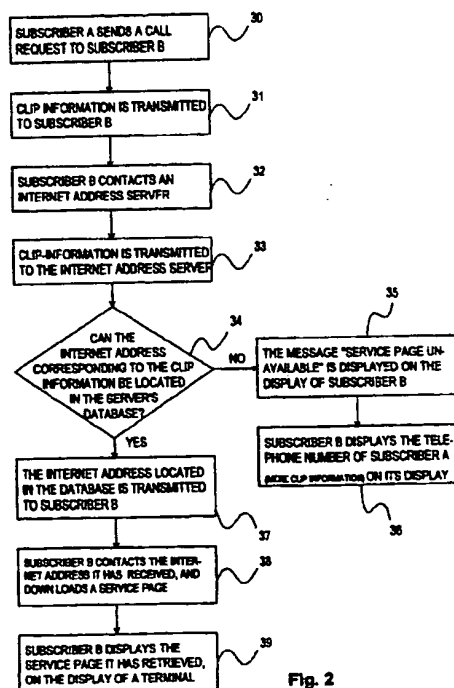 30
SUBSCRIBER A SENDS A CALL
REQUEST TO SUBSCRIBER B
31
CLIP INFORMATION IS TRANSMITTED
TO SUBSCRIBER B
32
SUBSCRIBER B CONTACTS AN
INTERNET ADDRESS SERVER
33
CLIP-INFORMATION IS TRANSMITTED
TO THE INTERNET ADDRESS SERVER
34
CAN THE
INTERNET ADDRESS
CORRESPONDING TO THE CLIP
INFORMATION BE LOCATED
IN THE SERVER'S
DATABASE?
NO
35
THE MESSAGE "SERVICE PAGE UN-
AVAILABLE" IS DISPLAYED ON THE
DISPLAY OF SUBSCRIBER B
SUBSCRIBER B DISPLAYS THE TELE-
PHONE NUMBER OF SUBSCRIBER A
(MERE CLIP INFORMATION) ON ITS DISPLAY
36
YES
THE INTERNET ADDRESS LOCATED
IN THE DATABASE IS TRANSMITTED
TO SUBSCRIBER B
37
SUBSCRIBER B CONTACTS THE INTER-
NET ADDRESS IT HAS RECEIVED, AND
DOWN LOADS A SERVICE PAGE
38
SUBSCRIBER B DISPLAYS THE
SERVICE PAGE IT HAS RETRIEVED,
ON THE DISPLAY OF A TERMINAL
39
Fig. 2